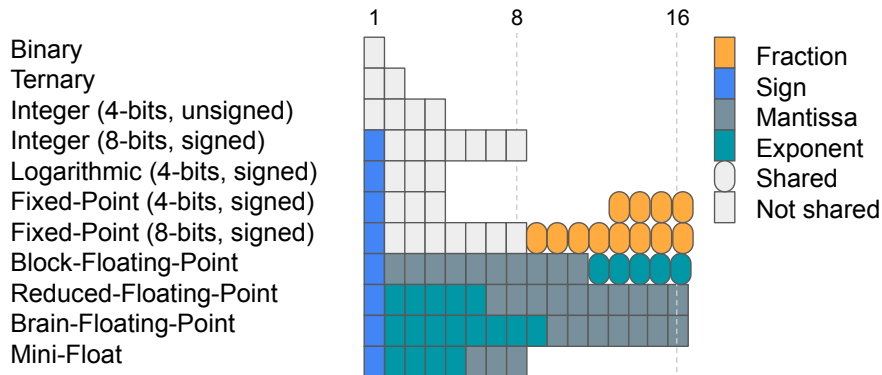 1 8 16
Binary
Ternary
Integer (4-bits, unsigned)
Integer (8-bits, signed)
Logarithmic (4-bits, signed)
Fixed-Point (4-bits, signed)
Fixed-Point (8-bits, signed)
Block-Floating-Point
Reduced-Floating-Point
Brain-Floating-Point
Mini-Float
Fraction
Sign
Mantissa
Exponent
Shared
Not shared